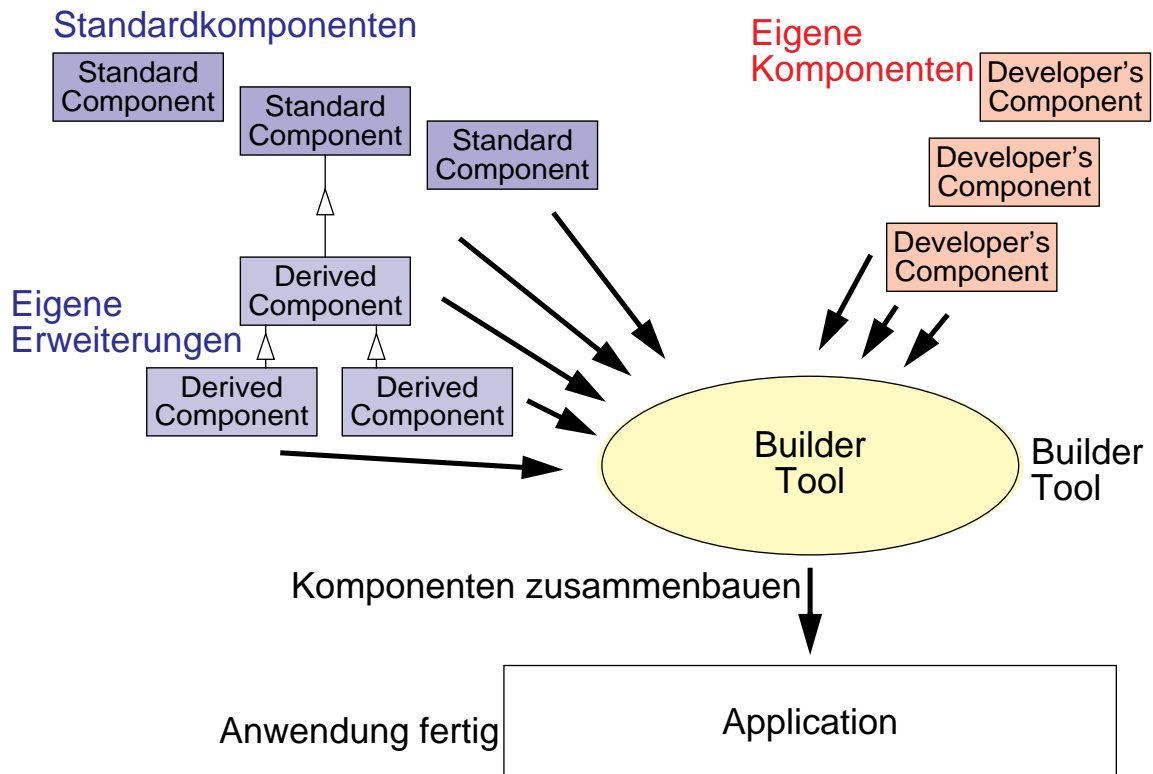 Standardkomponenten
Standard
Component
Standard
Component
Standard
Component
Eigene
Komponenten
Developer's
Component
Developer's
Component
Developer's
Component
Eigene
Erweiterungen
Derived
Component
Derived
Component
Derived
Component
Builder
Tool
Builder
Tool
Komponenten zusammenbauen
Anwendung fertig
Application